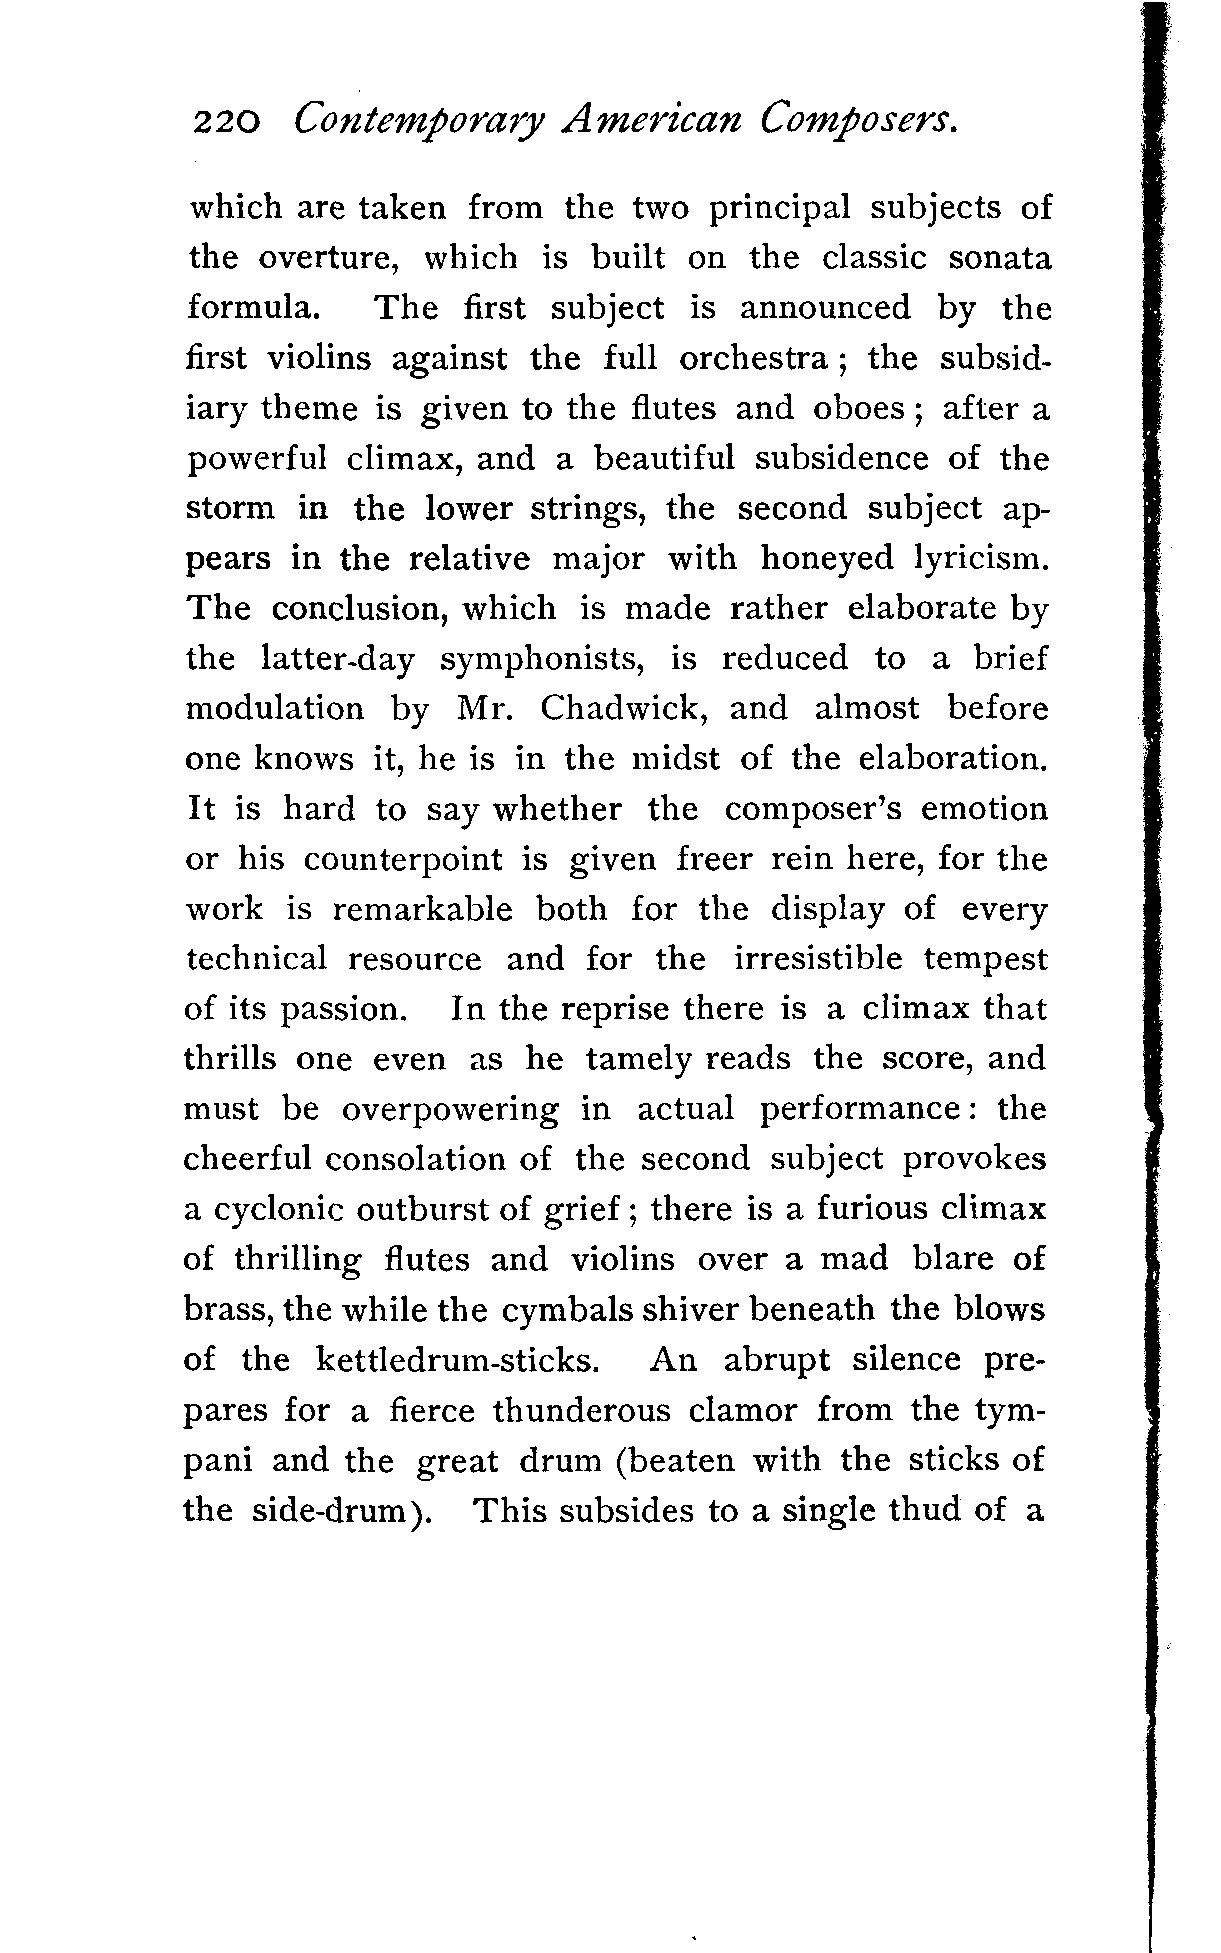 220 Contemporary American Composers.
which are taken from the two principal subjects of
the overture, which is built on the classic sonata
formula. The first subject is announced by the
first violins against the full orchestra ; the subsid-
iary theme is given to the flutes and oboes ; after a
powerful climax, and a beautiful subsidence of the
storm in the lower strings, the second subject ap-
pears in the relative major with honeyed lyricism.
The conclusion, which is made rather elaborate by
the latter-day symphonists, is reduced to a brief
modulation by Mr. Chadwick, and almost before
one knows it, he is in the midst of the elaboration.
It is hard to say whether the composer's emotion
or his counterpoint is given freer rein here, for the
work is remarkable both for the display of every
technical resource and for the irresistible tempest
of its passion. In the reprise there is a climax that
thrills one even as he tamely reads the score, and
must be overpowering in actual performance : the
cheerful consolation of the second subject provokes
a cyclonic outburst of grief ; there is a furious climax
of thrilling flutes and violins over a mad blare of
brass, the while the cymbals shiver beneath the blows
of the kettledrum-sticks. An abrupt silence pre-
pares for a fierce thunderous clamor from the tym-
pani and the great drum (beaten with the sticks of
the side-drum). This subsides to a single thud of a